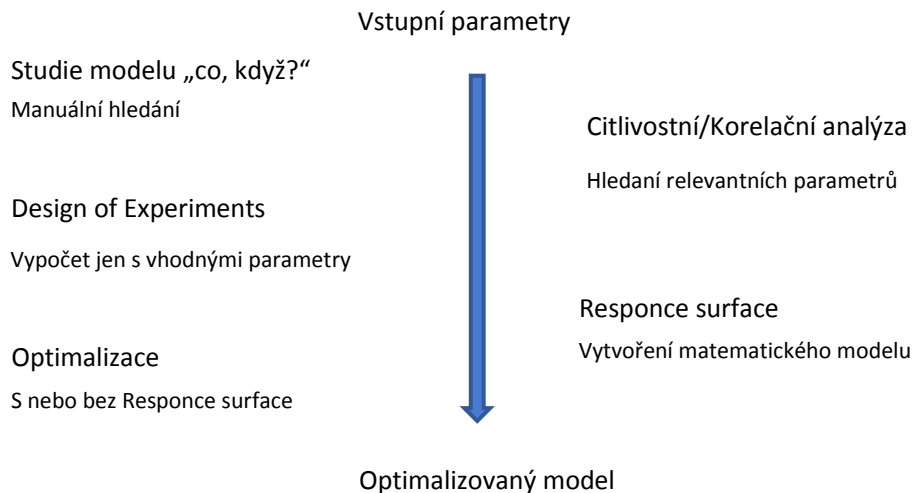 Vstupní parametry
Studie modelu „co, když?“
Manuální hledání
Citlivostní/Korelační analýza
Hledaní relevantních parametrů
Design of Experiments
Vypočet jen s vhodnými parametry
Responce surface
Vytvoření matematického modelu
Optimalizace
S nebo bez Responce surface
Optimalizovaný model